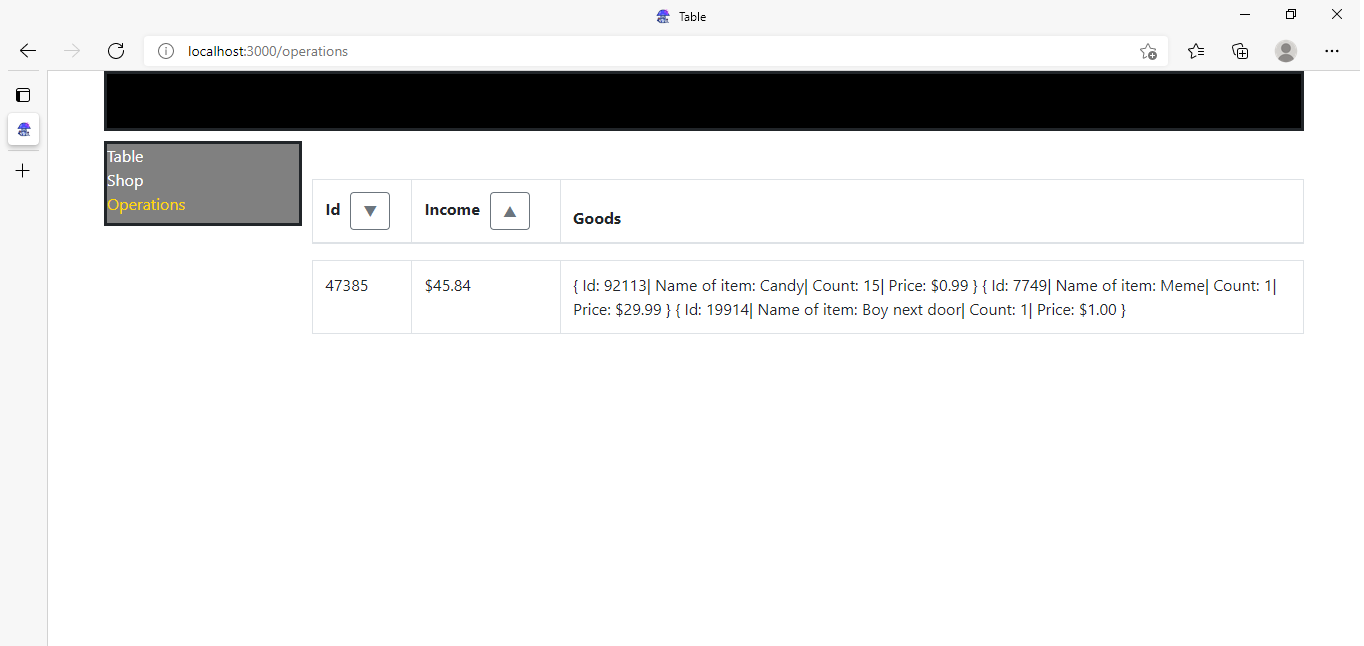 Table
localhost:3000/operations
Table
Shop
Operations
Id ▼ Income ▲ Goods
47385 $45.84 { Id: 92113| Name of item: Candy| Count: 15| Price: $0.99 } { Id: 7749| Name of item: Meme| Count: 1|
Price: $29.99 } { Id: 19914| Name of item: Boy next door| Count: 1| Price: $1.00 }